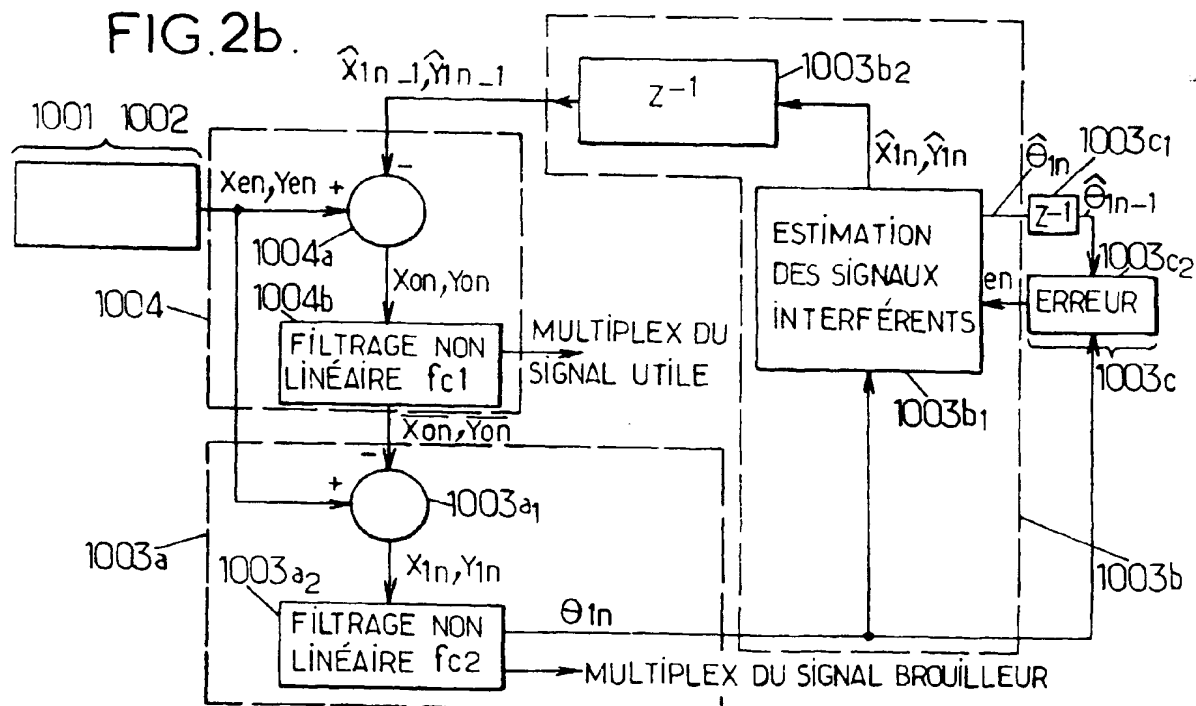 FIG.2b.
X̂1n-1,Ŷ1n-1
Z⁻¹
1003b2
1001 1002
X̂1n,Ŷ1n
θ̂1n
1003c1
Xen,Yen
-
+
Z-1
θ̂1n-1
1004a
ESTIMATION
DES SIGNAUX
INTERFÉRENTS
1003c2
en
ERREUR
Xon,Yon
1004
1004b
FILTRAGE NON
LINÉAIRE fc1
MULTIPLEX DU
SIGNAL UTILE
1003c
1003b1
X̅o̅n̅,Y̅o̅n̅
-
+
1003a1
1003a
X1n,Y1n
1003a2
1003b
θ1n
FILTRAGE NON
LINÉAIRE fc2
MULTIPLEX DU SIGNAL BROUILLEUR